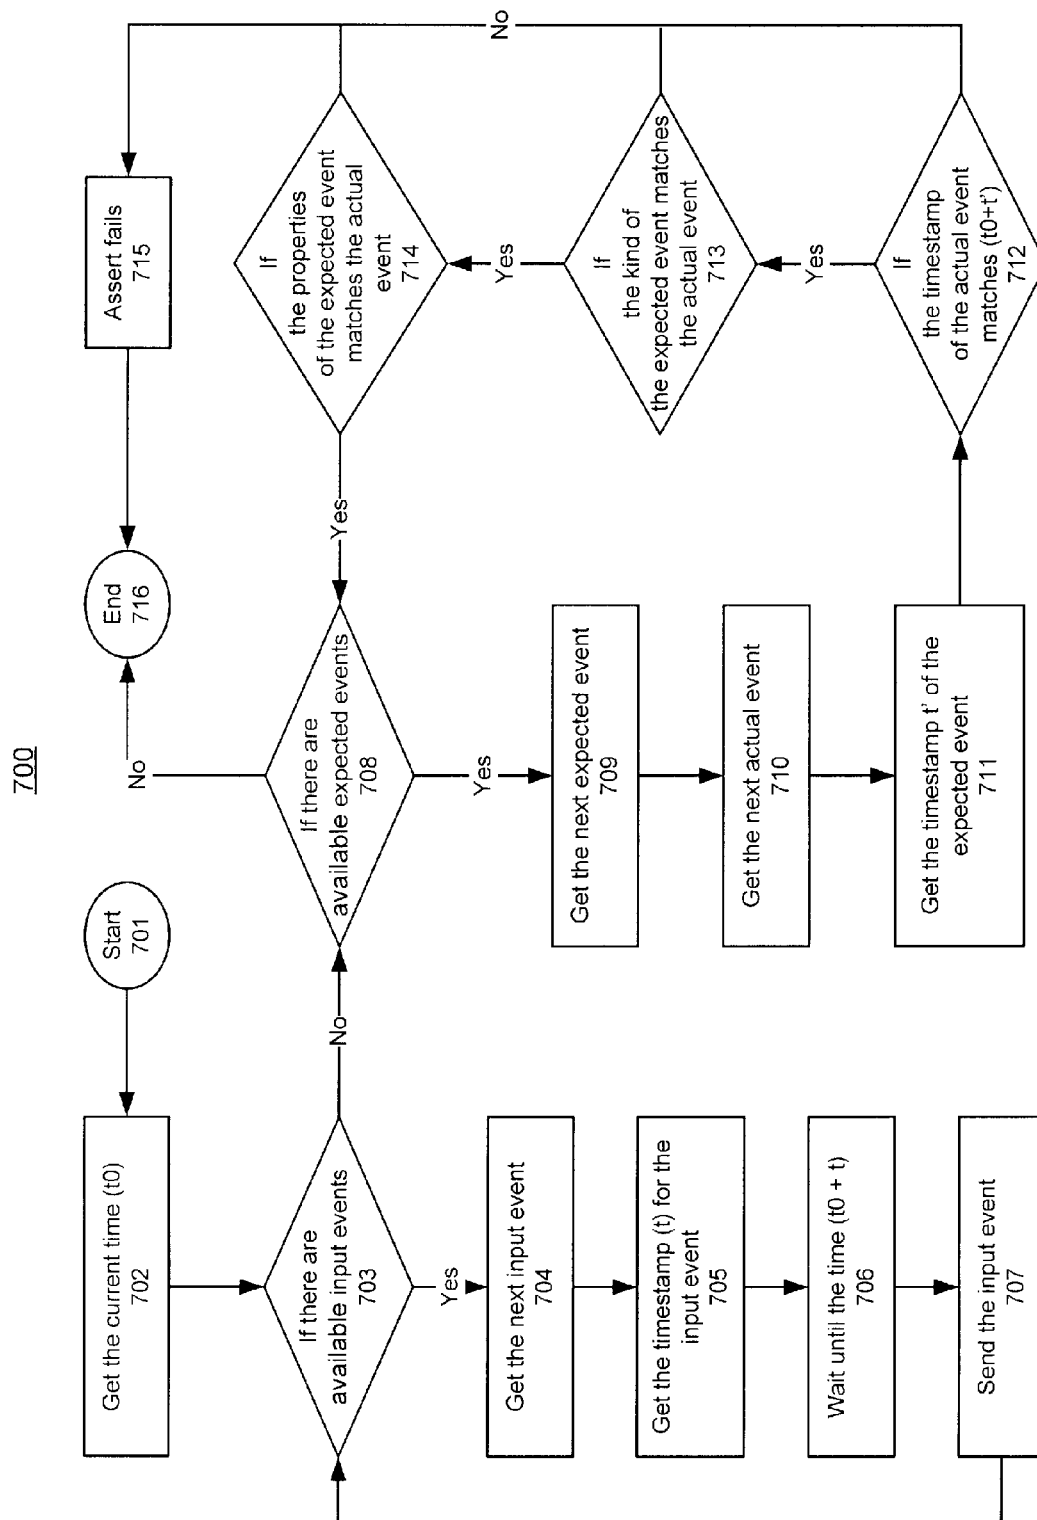 700
Start
701
Get the current time (t0)
702
If there are
available input events
703
Yes
No
Get the next input event
704
Get the timestamp (t) for the
input event
705
Wait until the time (t0 + t)
706
Send the input event
707
If there are
available expected events
708
No
Yes
Get the next expected event
709
Get the next actual event
710
Get the timestamp t' of the
expected event
711
If
the timestamp
of the actual event
matches (t0+t')
712
Yes
If
the kind of
the expected event matches
the actual event
713
Yes
If
the properties
of the expected event
matches the actual
event
714
Yes
No
Assert fails
715
End
716